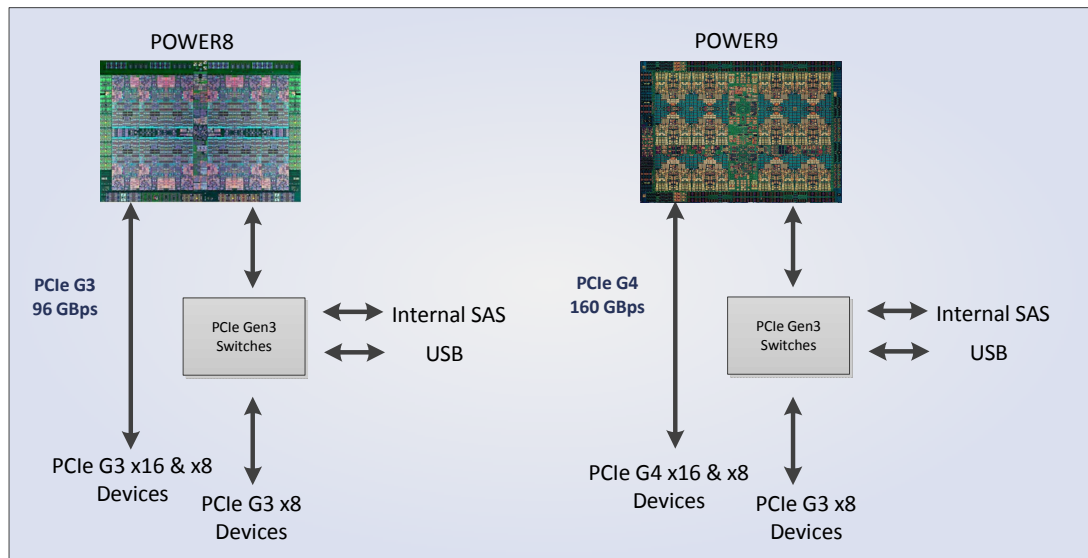 POWER8
PCIe G3
96 GBps
PCIe Gen3
Switches
Internal SAS
USB
PCIe G3 x16 & x8
Devices
PCIe G3 x8
Devices
POWER9
PCIe G4
160 GBps
PCIe Gen3
Switches
Internal SAS
USB
PCIe G4 x16 & x8
Devices
PCIe G3 x8
Devices